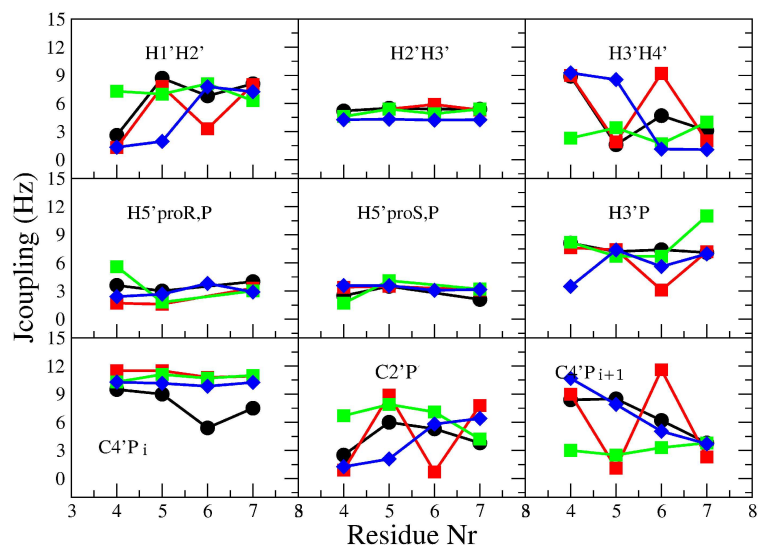 15
12
9
6
3
0
H1'H2'
H2'H3'
H3'H4'
15
12
9
6
3
0
H5'proR,P
H5'proS,P
H3'P
15
12
9
6
3
0
C4'P i
C2'P
C4'P i+1
3 4 5 6 7 8
3 4 5 6 7 8
3 4 5 6 7 8
Jcoupling (Hz)
Residue Nr